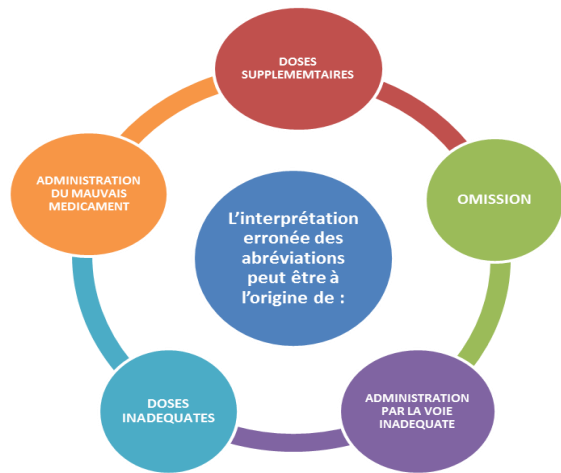 DOSES
SUPPLEMEMTAIRES
OMISSION
ADMINISTRATION
PAR LA VOIE
INADEQUATE
DOSES
INADEQUATES
ADMINISTRATION
DU MAUVAIS
MEDICAMENT
L’interprétation
erronée des
abréviations
peut être à
l’origine de :